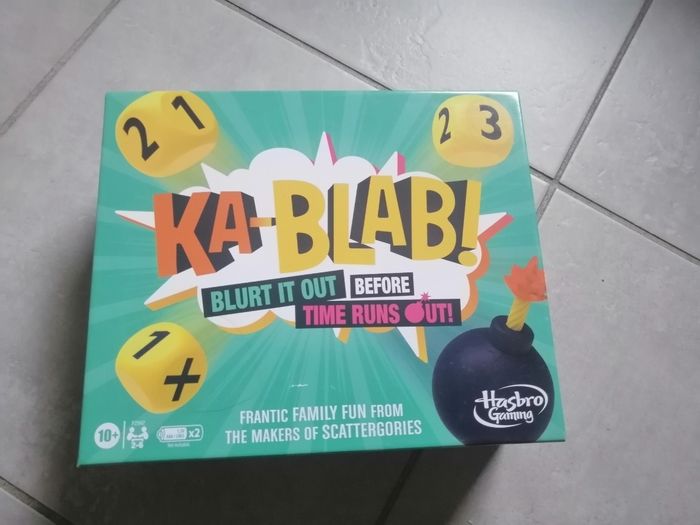 2 1
2 3
KA-BLAB!
BLURT IT OUT BEFORE
TIME RUNS OUT!
1 +
Hasbro
Gaming
FRANTIC FAMILY FUN FROM
THE MAKERS OF SCATTERGORIES
10+
2-6
x2